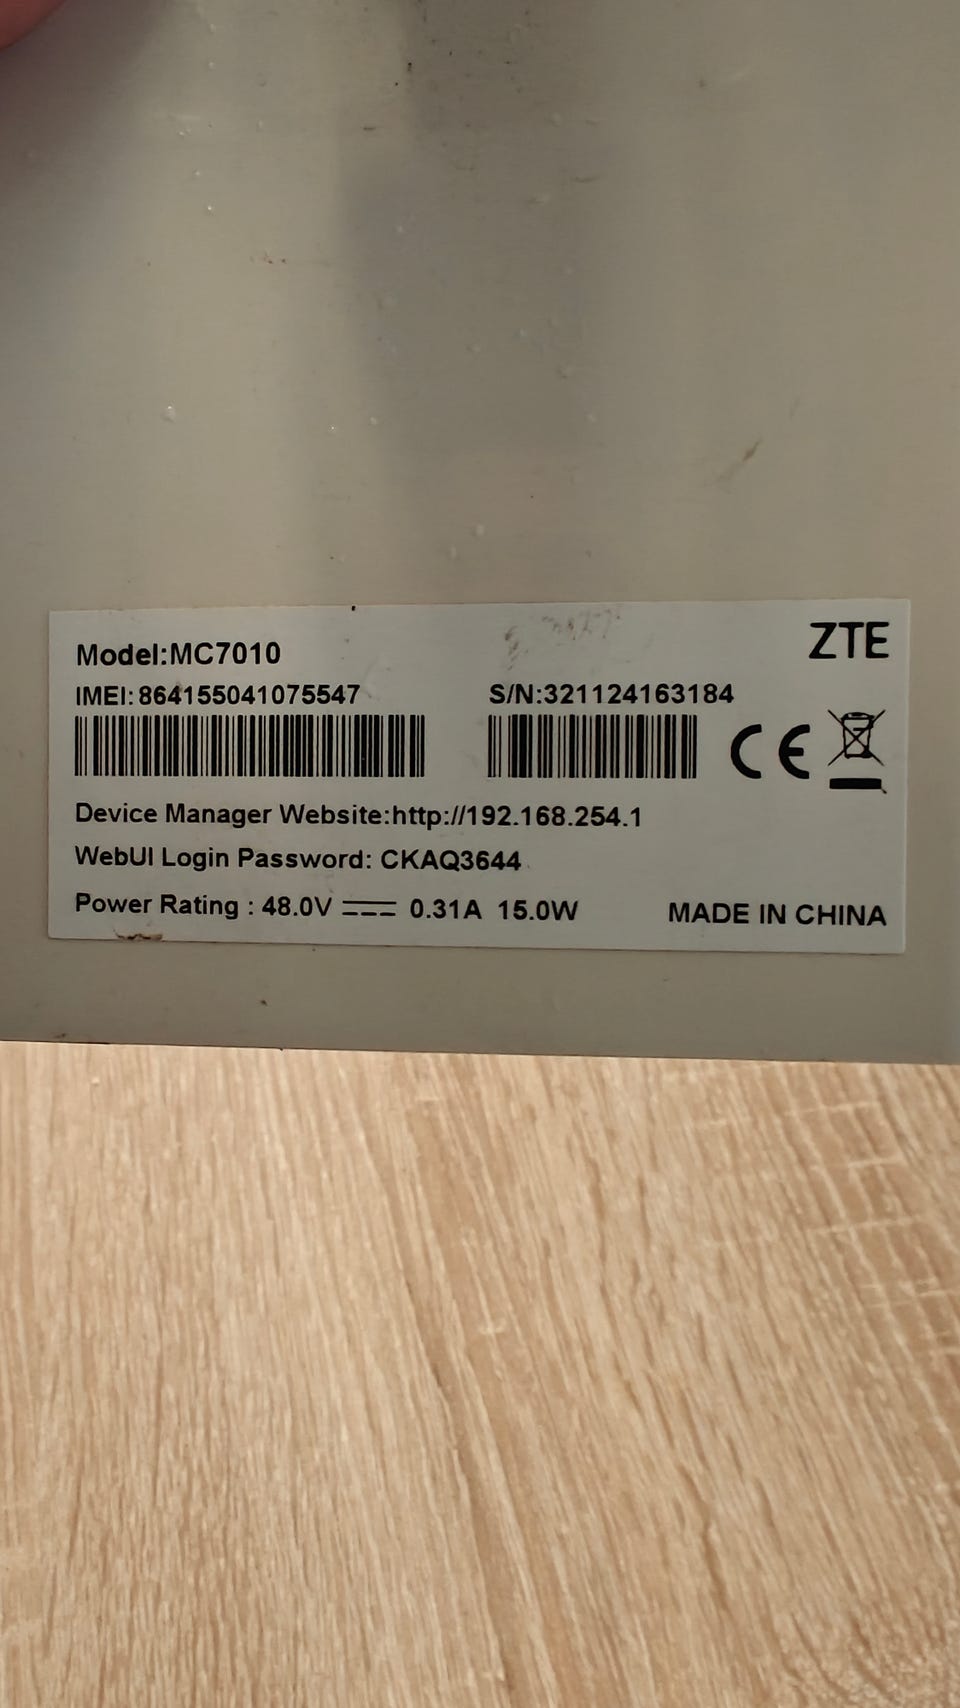 ZTE
Model:MC7010
IMEI:864155041075547 S/N:321124163184
CE
Device Manager Website:http://192.168.254.1
WebUI Login Password: CKAQ3644
Power Rating : 48.0V 0.31A 15.0W MADE IN CHINA